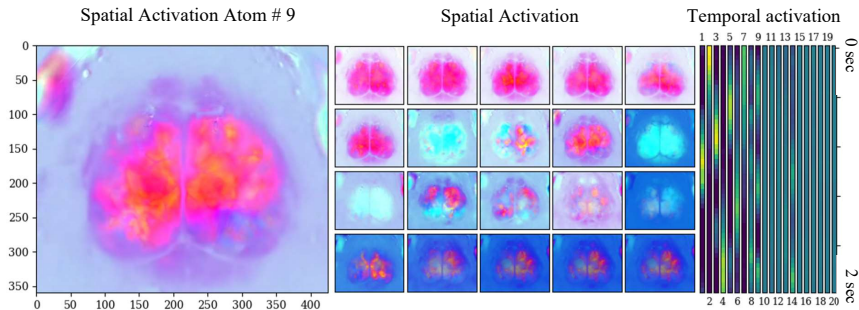 Spatial Activation Atom # 9
Spatial Activation
Temporal activation
0
50
100
150
200
250
300
350
0 50 100 150 200 250 300 350 400
1 3 5 7 9 11 13 15 17 19
2 4 6 8 10 12 14 16 18 20
0 sec
2 sec